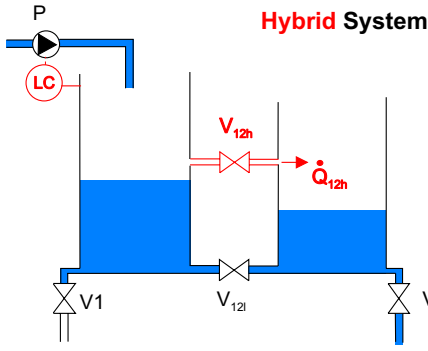 P
Hybrid System
LC
V12h
Q̇12h
V1
V12l
V